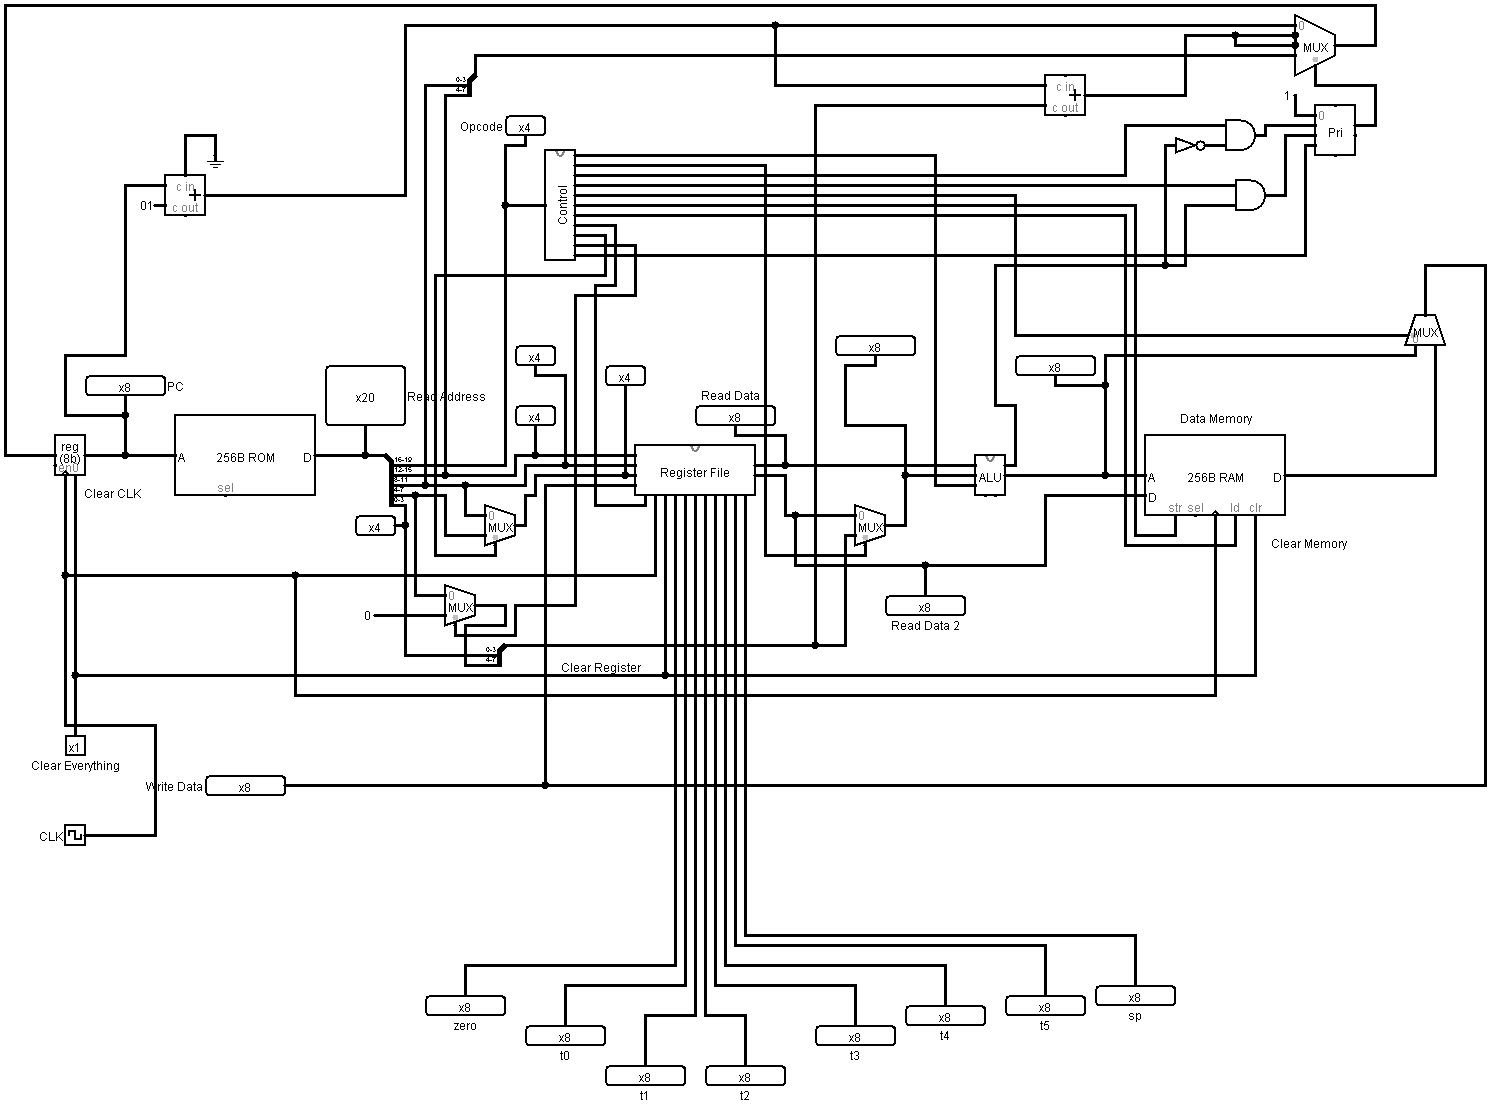 0
MUX
0-3
4-7
c in
+
c out
1
0
Pri
Opcode
x4
Control
c in
+
c out
01
MUX
0
x8
PC
x20
Read Address
x4
x4
x4
Read Data
x8
x8
x8
Data Memory
reg
(8b)
en0
Clear CLK
A
256B ROM
D
sel
16-19
12-15
8-11
4-7
0-3
Register File
ALU
A
256B RAM
D
D
str
sel
ld
clr
Clear Memory
x4
0
MUX
0
MUX
0
MUX
0
x8
Read Data 2
0-3
4-7
Clear Register
x1
Clear Everything
Write Data
x8
CLK
x8
zero
x8
t0
x8
t1
x8
t2
x8
t3
x8
t4
x8
t5
x8
sp